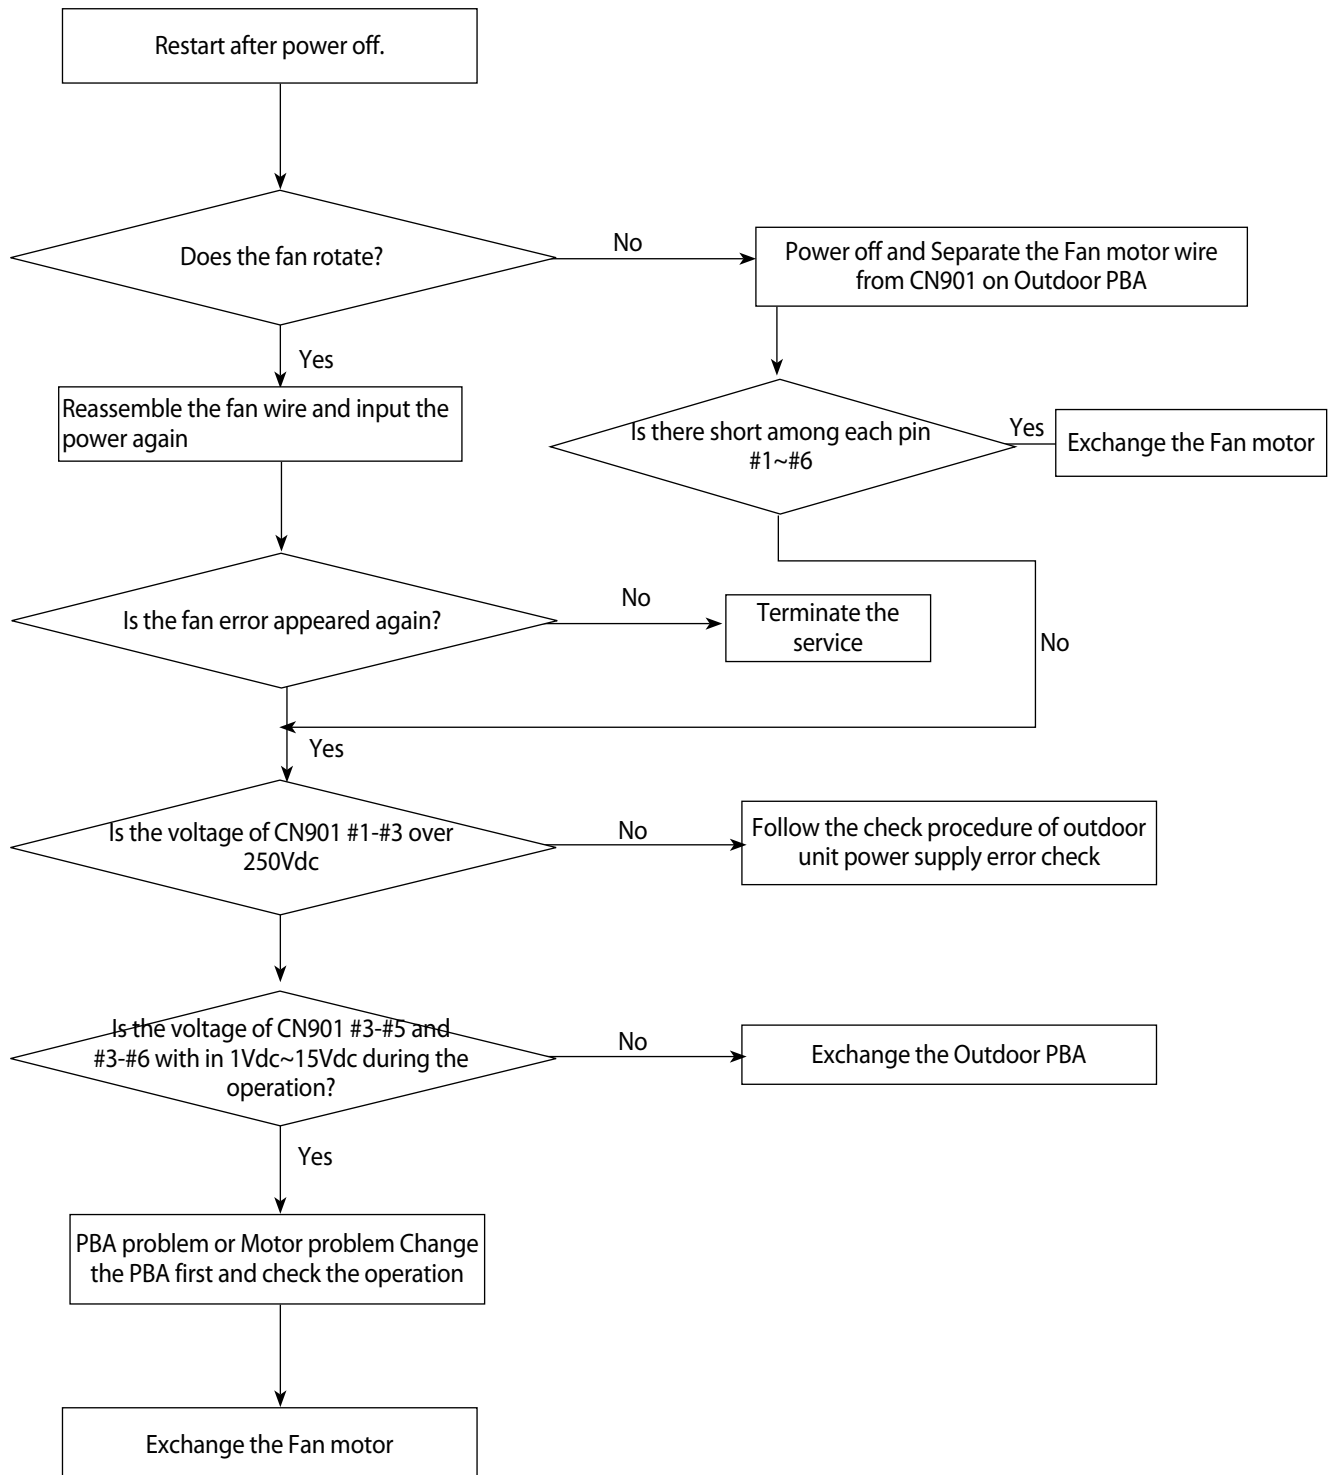 Restart after power off.
Does the fan rotate?
No
Power off and Separate the Fan motor wire
from CN901 on Outdoor PBA
Yes
Reassemble the fan wire and input the
power again
Is there short among each pin
#1~#6
Yes
Exchange the Fan motor
Is the fan error appeared again?
No
Terminate the
service
No
Yes
Is the voltage of CN901 #1-#3 over
250Vdc
No
Follow the check procedure of outdoor
unit power supply error check
Is the voltage of CN901 #3-#5 and
#3-#6 with in 1Vdc~15Vdc during the
operation?
No
Exchange the Outdoor PBA
Yes
PBA problem or Motor problem Change
the PBA first and check the operation
Exchange the Fan motor